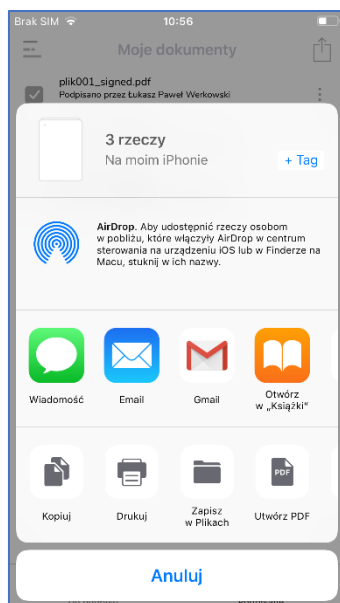 Brak SIM 10:56
Moje dokumenty
plik001_signed.pdf
Podpisano przez Łukasz Paweł Werkowski
3 rzeczy
Na moim iPhonie
+ Tag
AirDrop. Aby udostępnić rzeczy osobom
w pobliżu, które włączyły AirDrop w centrum
sterowania na urządzeniu iOS lub w Finderze na
Macu, stuknij w ich nazwy.
Wiadomość
Email
Gmail
Otwórz
w „Książki"
PDF
Kopiuj
Drukuj
Zapisz
w Plikach
Utwórz PDF
Anuluj